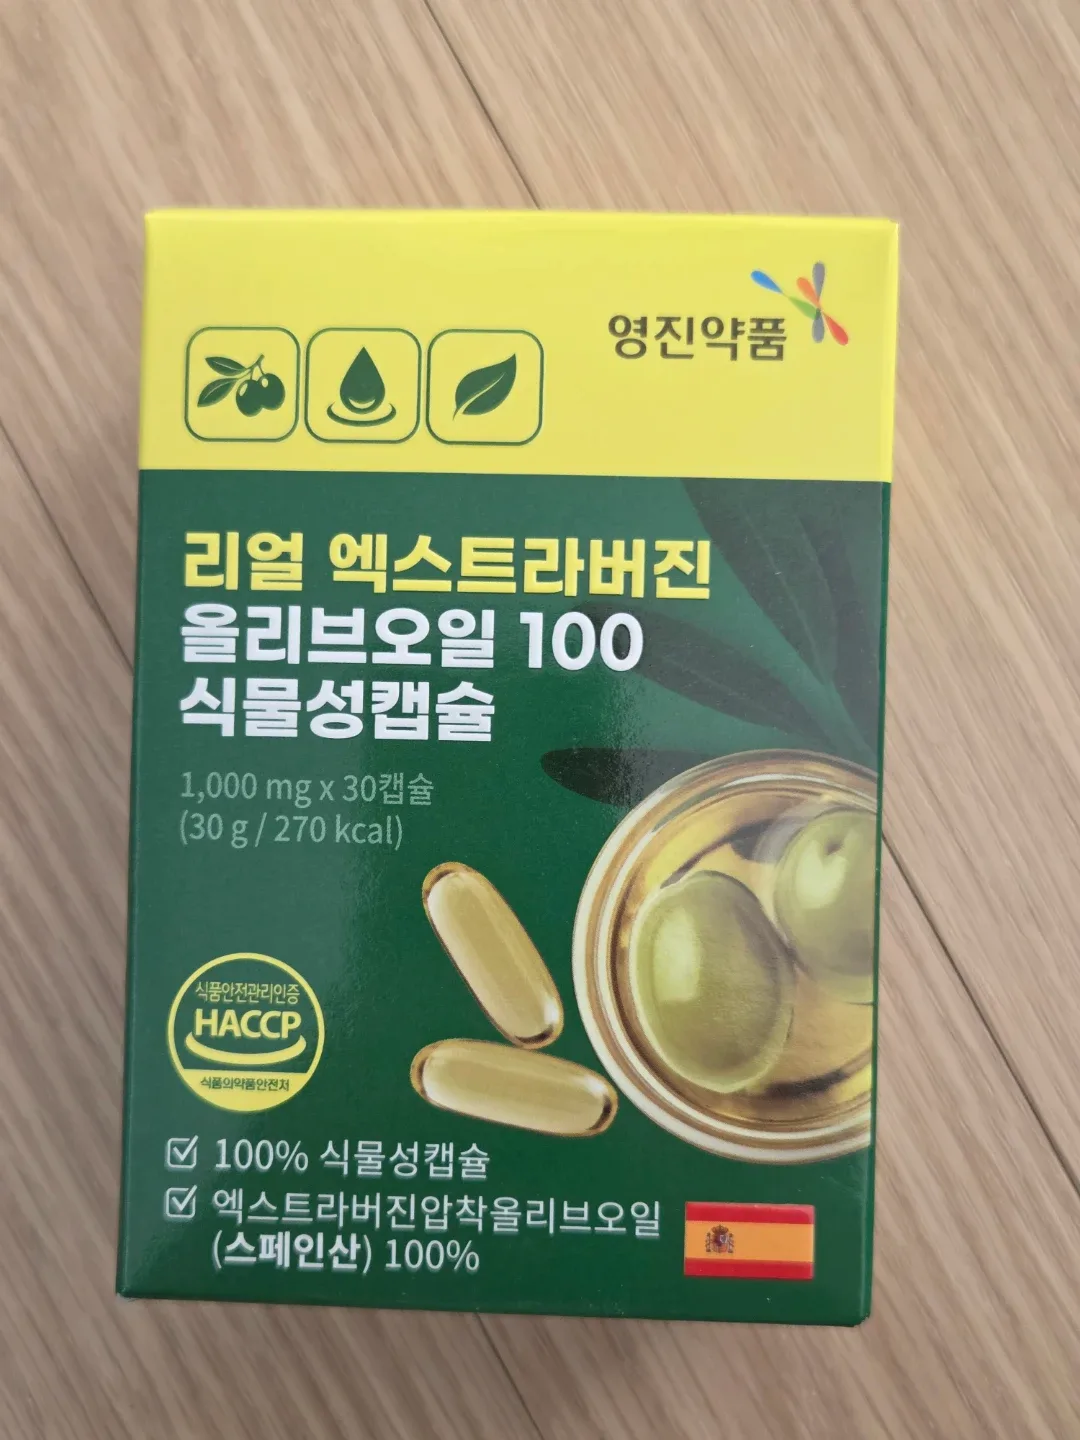 영진약품
리얼 엑스트라버진
올리브오일 100
식물성캡슐
1,000 mg x 30캡슐
(30 g / 270 kcal)
식품안전관리인증
HACCP
식품의약품안전처
100% 식물성캡슐
엑스트라버진압착올리브오일
(스페인산) 100%